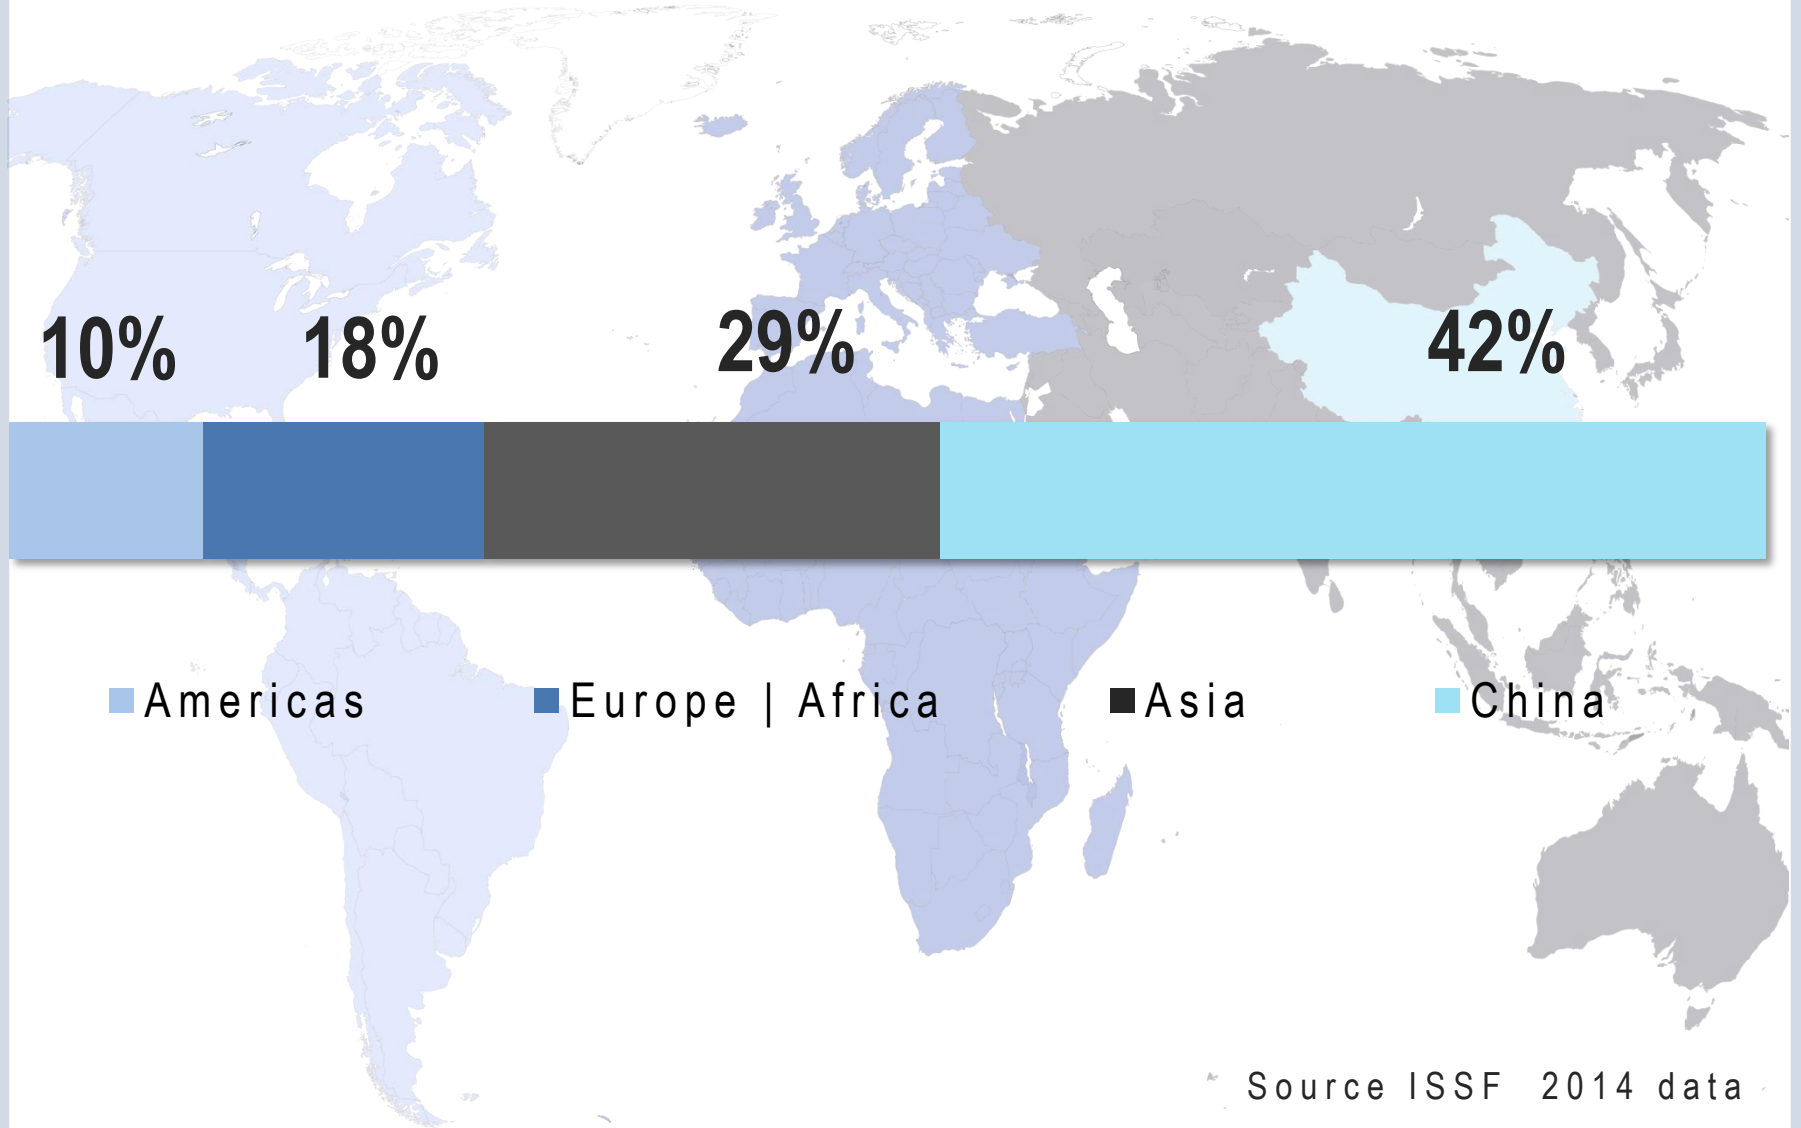 10% 18% 29% 42%
Americas Europe | Africa Asia China
Source ISSF 2014 data